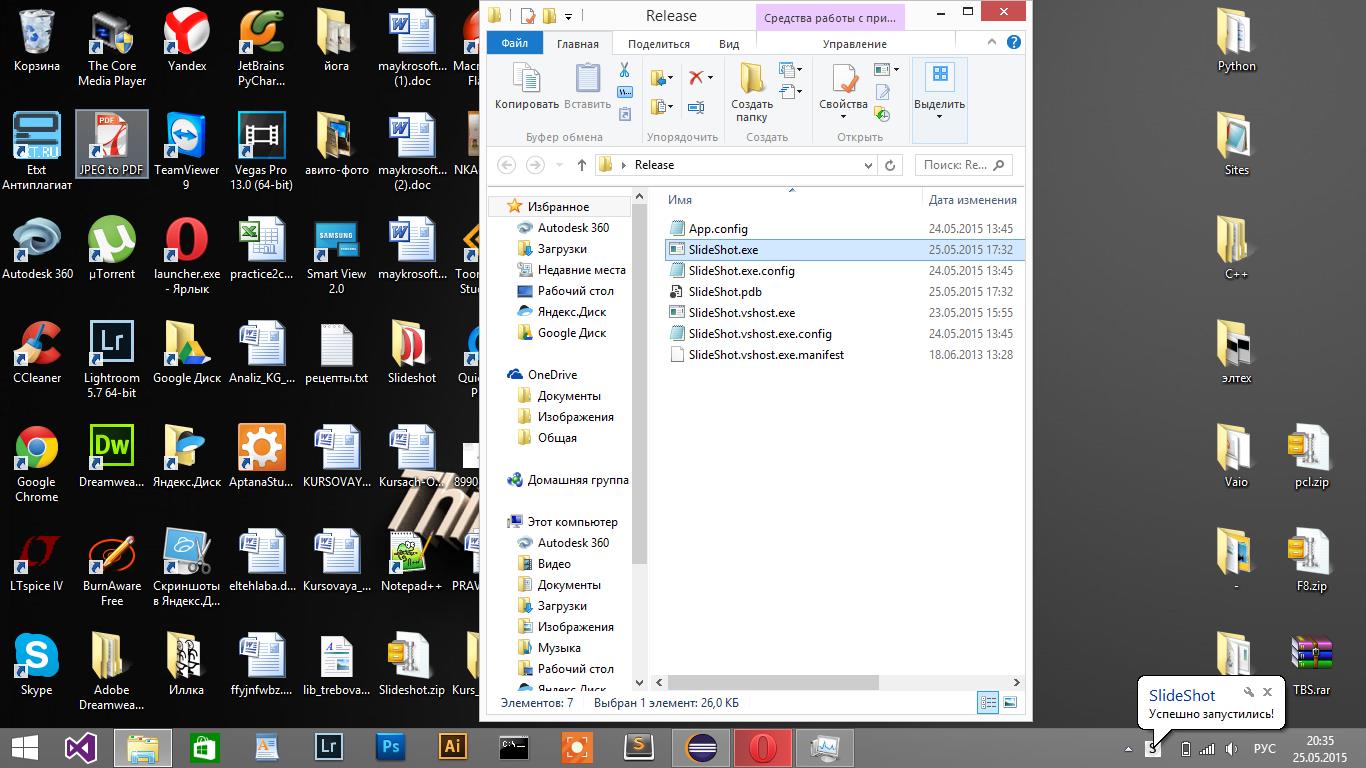 Корзина
The Core
Media Player
Yandex
JetBrains
PyChar...
йога
maykrosoft...
(1).doc
Etxt
Антиплагиат
JPEG to PDF
TeamViewer
9
Vegas Pro
13.0 (64-bit)
авито-фото
maykrosoft...
(2).doc
Autodesk 360
µTorrent
launcher.exe
- Ярлык
practice2c...
Smart View
2.0
maykrosoft...
CCleaner
Lightroom
5.7 64-bit
Google Диск
Analiz_KG_...
рецепты.txt
Slideshot
Google
Chrome
Dreamwea...
Яндекс.Диск
AptanaStu...
KURSOVAY...
Kursach-O...
8990
LTspice IV
BurnAware
Free
Скриншоты
в Яндекс.Д...
eltehlaba.d...
Kursovaya_...
Notepad++
PRAV
Skype
Adobe
Dreamwea...
Иллка
ffyjnfwbz....
lib_trebova...
Slideshot.zip
Kurs_
Release
Средства работы с при...
Файл
Главная
Поделиться
Вид
Управление
Копировать
Вставить
Создать
папку
Свойства
Выделить
Буфер обмена
Упорядочить
Создать
Открыть
Release
Поиск: Re...
Избранное
Autodesk 360
Загрузки
Недавние места
Рабочий стол
Яндекс.Диск
Google Диск
OneDrive
Документы
Изображения
Общая
Домашняя группа
Этот компьютер
Autodesk 360
Видео
Документы
Загрузки
Изображения
Музыка
Рабочий стол
Яндекс.Диск
Имя
Дата изменения
App.config
24.05.2015 13:45
SlideShot.exe
25.05.2015 17:32
SlideShot.exe.config
24.05.2015 13:45
SlideShot.pdb
25.05.2015 17:32
SlideShot.vshost.exe
23.05.2015 15:55
SlideShot.vshost.exe.config
24.05.2015 13:45
SlideShot.vshost.exe.manifest
18.06.2013 13:28
Элементов: 7
Выбран 1 элемент: 26,0 КБ
Python
Sites
C++
элтех
Vaio
pcl.zip
-
F8.zip
TBS.rar
SlideShot
Успешно запустились!
РУС
20:35
25.05.2015